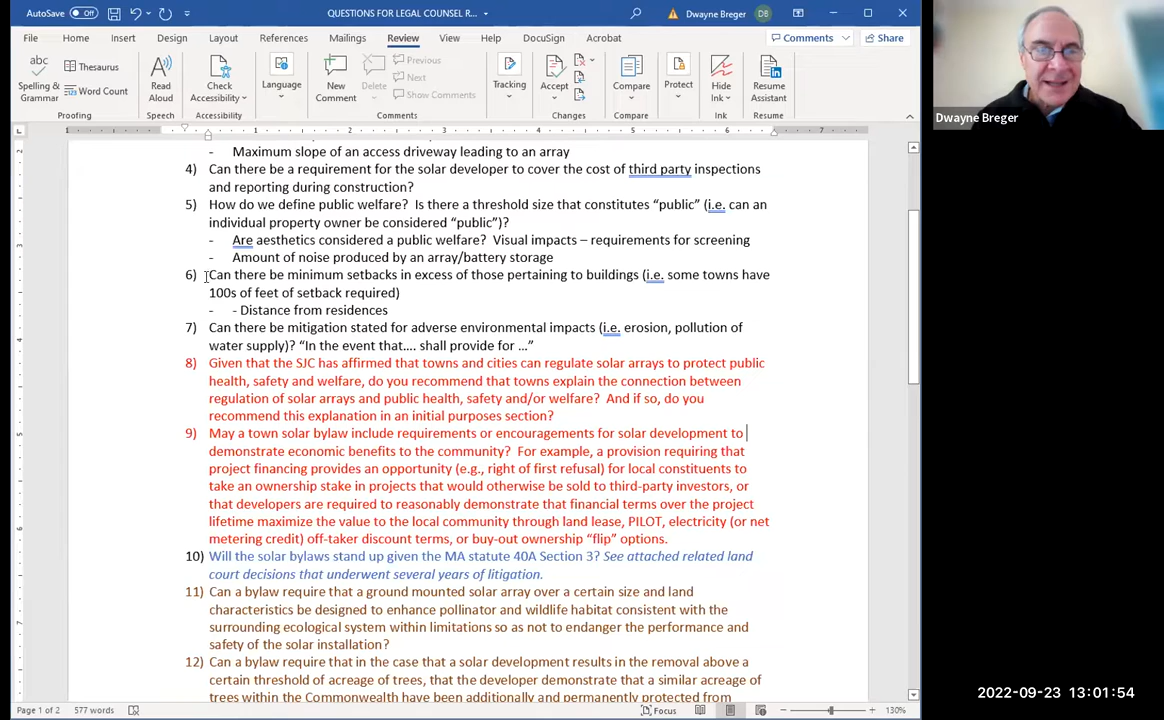 AutoSave Off
QUESTIONS FOR LEGAL COUNSEL R...
Dwayne Breger DB
File Home Insert Design Layout References Mailings Review View Help DocuSign Acrobat Comments Share
abc
Spelling & Grammar
Thesaurus
Word Count
Read Aloud
Check Accessibility
Language
New Comment
Delete
Previous
Next
Show Comments
Tracking
Accept
Compare
Protect
Hide Ink
Resume Assistant
Proofing Speech Accessibility Comments Changes Compare Ink Resume
- Maximum slope of an access driveway leading to an array
4) Can there be a requirement for the solar developer to cover the cost of third party inspections
and reporting during construction?
5) How do we define public welfare? Is there a threshold size that constitutes “public” (i.e. can an
individual property owner be considered “public”)?
- Are aesthetics considered a public welfare? Visual impacts – requirements for screening
- Amount of noise produced by an array/battery storage
6) Can there be minimum setbacks in excess of those pertaining to buildings (i.e. some towns have
100s of feet of setback required)
- - Distance from residences
7) Can there be mitigation stated for adverse environmental impacts (i.e. erosion, pollution of
water supply)? “In the event that.... shall provide for ...”
8) Given that the SJC has affirmed that towns and cities can regulate solar arrays to protect public
health, safety and welfare, do you recommend that towns explain the connection between
regulation of solar arrays and public health, safety and/or welfare? And if so, do you
recommend this explanation in an initial purposes section?
9) May a town solar bylaw include requirements or encouragements for solar development to
demonstrate economic benefits to the community? For example, a provision requiring that
project financing provides an opportunity (e.g., right of first refusal) for local constituents to
take an ownership stake in projects that would otherwise be sold to third-party investors, or
that developers are required to reasonably demonstrate that financial terms over the project
lifetime maximize the value to the local community through land lease, PILOT, electricity (or net
metering credit) off-taker discount terms, or buy-out ownership “flip” options.
10) Will the solar bylaws stand up given the MA statute 40A Section 3? See attached related land
court decisions that underwent several years of litigation.
11) Can a bylaw require that a ground mounted solar array over a certain size and land
characteristics be designed to enhance pollinator and wildlife habitat consistent with the
surrounding ecological system within limitations so as not to endanger the performance and
safety of the solar installation?
12) Can a bylaw require that in the case that a solar development results in the removal above a
certain threshold of acreage of trees, that the developer demonstrate that a similar acreage of
trees within the Commonwealth have been additionally and permanently protected from
Page 1 of 2 577 words Focus 130%
Dwayne Breger
2022-09-23 13:01:54